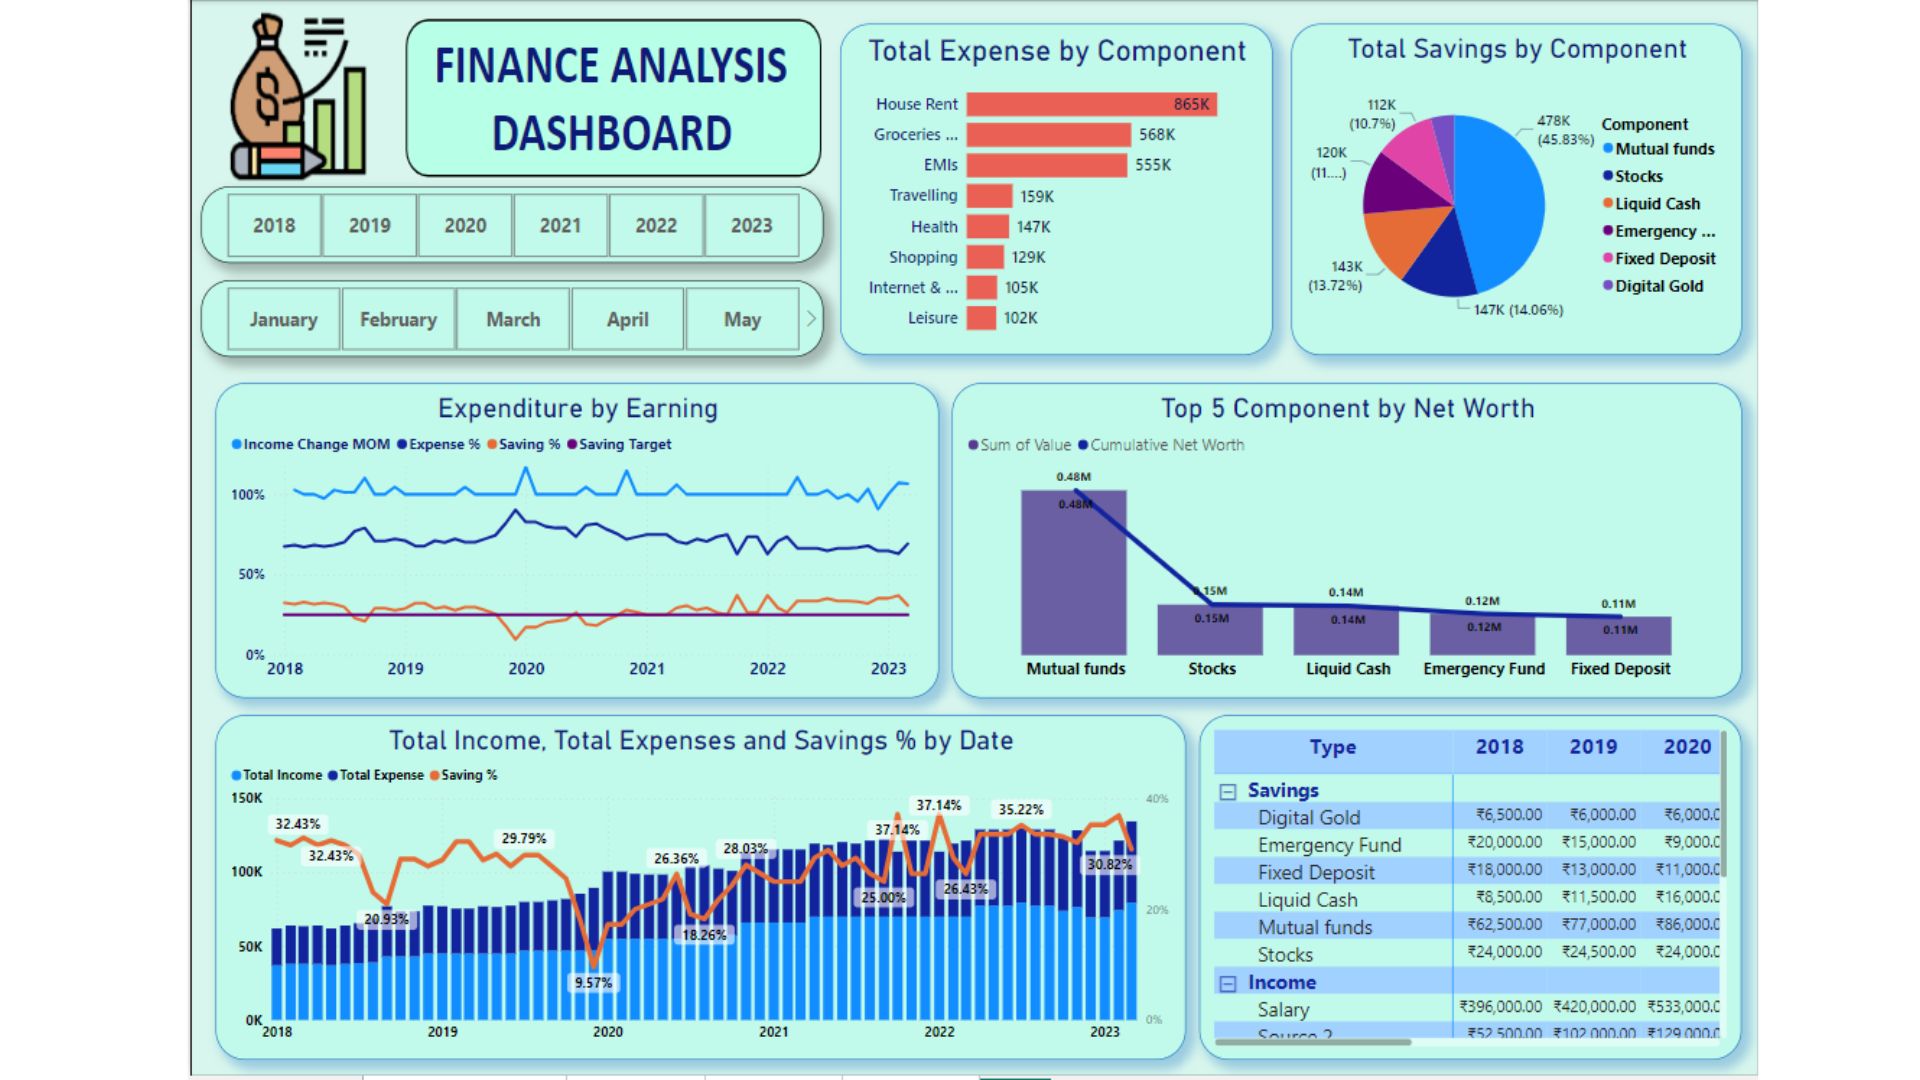 FINANCE ANALYSIS
DASHBOARD
2018 2019 2020 2021 2022 2023
January February March April May
Total Expense by Component
House Rent 865K
Groceries ... 568K
EMIs 555K
Travelling 159K
Health 147K
Shopping 129K
Internet & ... 105K
Leisure 102K
Total Savings by Component
112K
(10.7%)
120K
(11....)
143K
(13.72%)
147K (14.06%)
478K
(45.83%)
Component
Mutual funds
Stocks
Liquid Cash
Emergency ...
Fixed Deposit
Digital Gold
Expenditure by Earning
Income Change MOM Expense % Saving % Saving Target
100%
50%
0%
2018 2019 2020 2021 2022 2023
Top 5 Component by Net Worth
Sum of Value Cumulative Net Worth
0.48M
0.48M
0.15M 0.14M 0.12M 0.11M
0.15M 0.14M 0.12M 0.11M
Mutual funds Stocks Liquid Cash Emergency Fund Fixed Deposit
Total Income, Total Expenses and Savings % by Date
Total Income Total Expense Saving %
150K
100K
50K
0K
40%
20%
0%
32.43%
32.43%
20.93%
29.79%
9.57%
26.36%
18.26%
28.03%
25.00%
37.14%
37.14%
26.43%
35.22%
30.82%
2018 2019 2020 2021 2022 2023
Type 2018 2019 2020
Savings
Digital Gold ₹6,500.00 ₹6,000.00 ₹6,000.0
Emergency Fund ₹20,000.00 ₹15,000.00 ₹9,000.0
Fixed Deposit ₹18,000.00 ₹13,000.00 ₹11,000.0
Liquid Cash ₹8,500.00 ₹11,500.00 ₹16,000.0
Mutual funds ₹62,500.00 ₹77,000.00 ₹86,000.0
Stocks ₹24,000.00 ₹24,500.00 ₹24,000.0
Income
Salary ₹396,000.00 ₹420,000.00 ₹533,000.0
Source 2 ₹52,500.00 ₹102,000.00 ₹129,000.0